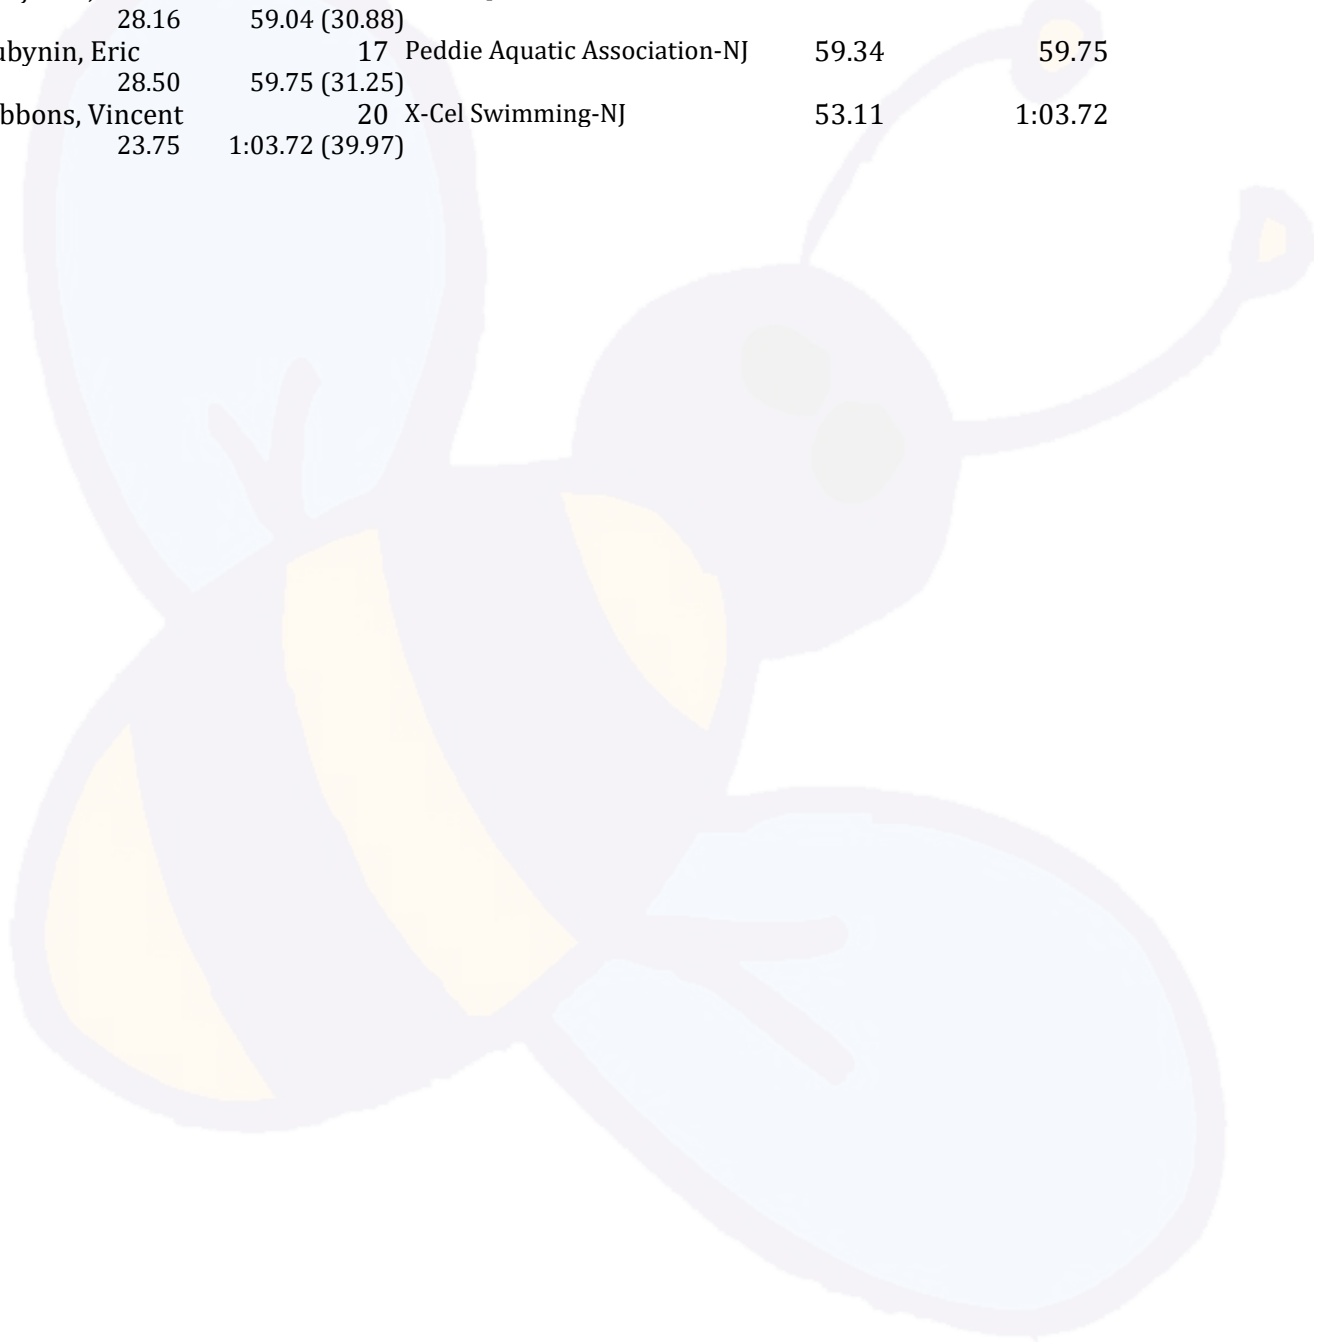 28.16 59.04 (30.88)
ubynin, Eric 17 Peddie Aquatic Association-NJ 59.34 59.75
28.50 59.75 (31.25)
bbons, Vincent 20 X-Cel Swimming-NJ 53.11 1:03.72
23.75 1:03.72 (39.97)